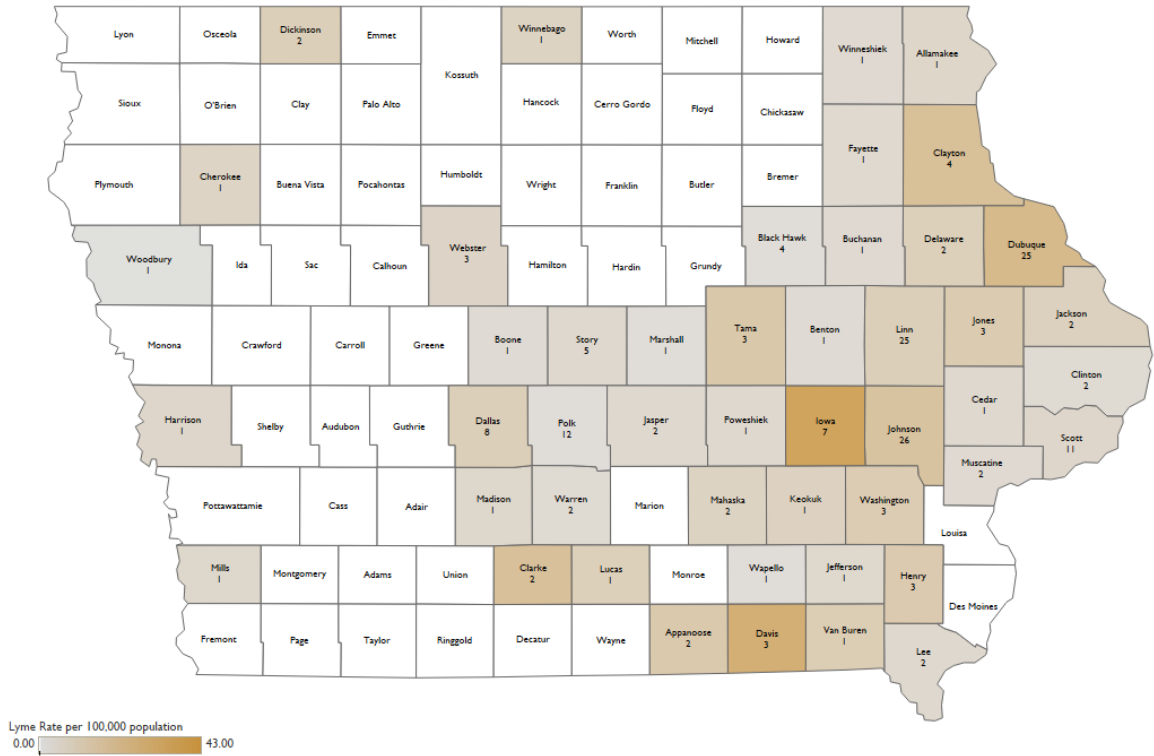 Lyon
Osceola
Dickinson
2
Emmet
Winnebago
1
Worth
Mitchell
Howard
Winneshiek
1
Allamakee
1
Kossuth
Sioux
O'Brien
Clay
Palo Alto
Hancock
Cerro Gordo
Floyd
Chickasaw
Fayette
1
Clayton
4
Plymouth
Cherokee
1
Buena Vista
Pocahontas
Humboldt
Wright
Franklin
Butler
Bremer
Woodbury
1
Ida
Sac
Calhoun
Webster
3
Hamilton
Hardin
Grundy
Black Hawk
4
Buchanan
1
Delaware
2
Dubuque
25
Monona
Crawford
Carroll
Greene
Boone
1
Story
5
Marshall
1
Tama
3
Benton
1
Linn
25
Jones
3
Jackson
2
Clinton
2
Harrison
1
Shelby
Audubon
Guthrie
Dallas
8
Polk
12
Jasper
2
Poweshiek
1
Iowa
7
Johnson
26
Cedar
1
Scott
11
Muscatine
2
Pottawattamie
Cass
Adair
Madison
1
Warren
2
Marion
Mahaska
2
Keokuk
1
Washington
3
Louisa
Mills
1
Montgomery
Adams
Union
Clarke
2
Lucas
1
Monroe
Wapello
1
Jefferson
1
Henry
3
Des Moines
Fremont
Page
Taylor
Ringgold
Decatur
Wayne
Appanoose
2
Davis
3
Van Buren
1
Lee
2
Lyme Rate per 100,000 population
0.00 43.00